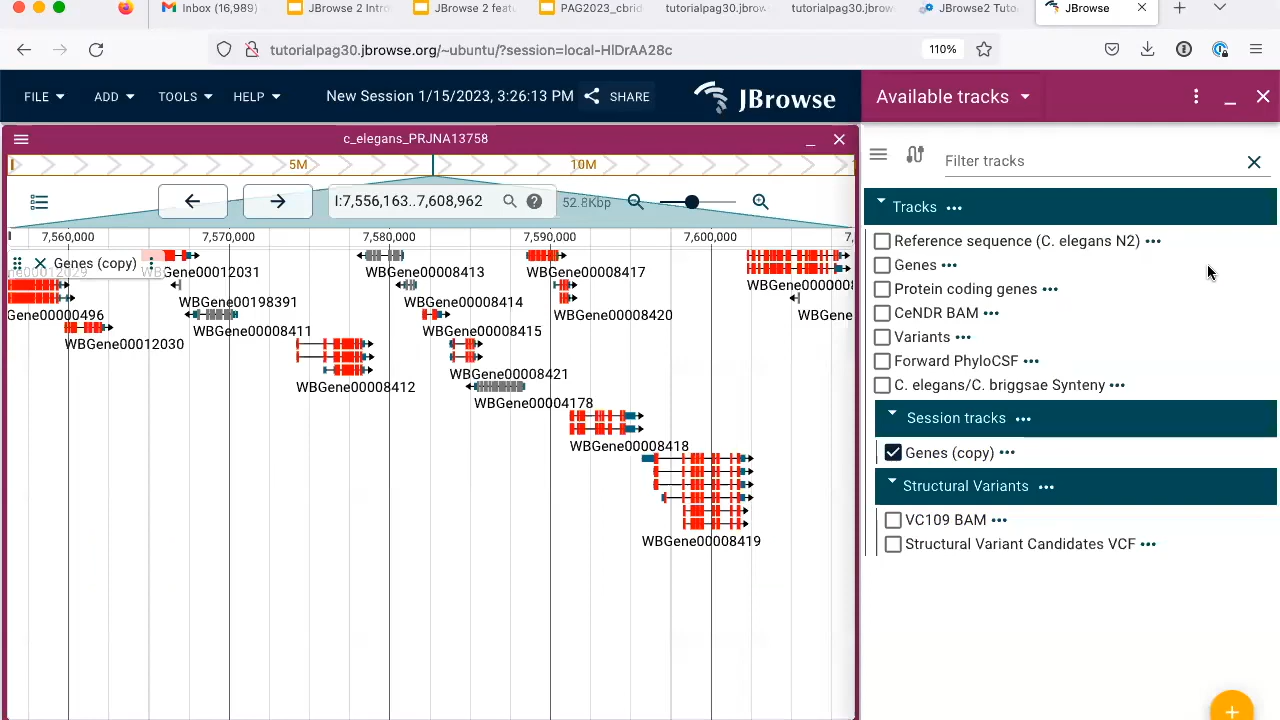 Inbox (16,989)
JBrowse 2 Intro
JBrowse 2 featu
PAG2023_cbrid
tutorialpag30.jbrow
tutorialpag30.jbrow
JBrowse2 Tuto
JBrowse
tutorialpag30.jbrowse.org/~ubuntu/?session=local-HlDrAA28c
110%
FILE
ADD
TOOLS
HELP
New Session 1/15/2023, 3:26:13 PM
SHARE
JBrowse
Available tracks
c_elegans_PRJNA13758
5M
10M
Filter tracks
I:7,556,163..7,608,962
52.8Kbp
7,560,000
7,570,000
7,580,000
7,590,000
7,600,000
7,
Genes (copy)
WBGene00012031
WBGene00008413
WBGene00008417
WBGene0000008
WBGene00198391
WBGene00008414
Gene00000496
WBGene00008420
WBGene
WBGene00008411
WBGene00008415
WBGene00012030
WBGene00008421
WBGene00008412
WBGene00004178
WBGene00008418
WBGene00008419
Tracks
Reference sequence (C. elegans N2)
Genes
Protein coding genes
CeNDR BAM
Variants
Forward PhyloCSF
C. elegans/C. briggsae Synteny
Session tracks
Genes (copy)
Structural Variants
VC109 BAM
Structural Variant Candidates VCF